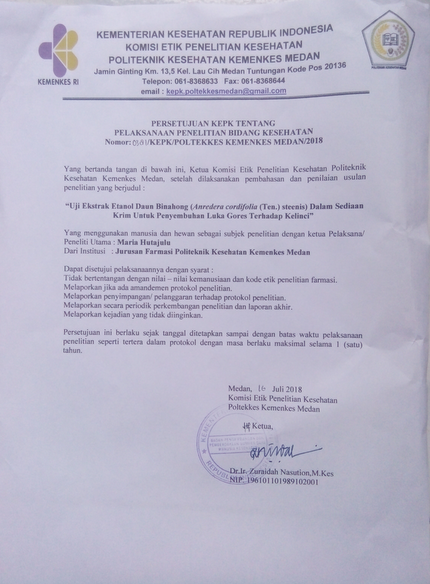 KEMENTERIAN KESEHATAN REPUBLIK INDONESIA
KOMISI ETIK PENELITIAN KESEHATAN
POLITEKNIK KESEHATAN KEMENKES MEDAN
Jamin Ginting Km. 13,5 Kel. Lau Cih Medan Tuntungan Kode Pos 20136
Telepon: 061-8368633 Fax: 061-8368644
email : kepk.poltekkesmedan@gmail.com
KEMENKES RI
PERSETUJUAN KEPK TENTANG
PELAKSANAAN PENELITIAN BIDANG KESEHATAN
Nomor: /KEPK/POLTEKKES KEMENKES MEDAN/2018
Yang bertanda tangan di bawah ini, Ketua Komisi Etik Penelitian Kesehatan Politeknik
Kesehatan Kemenkes Medan, setelah dilaksanakan pembahasan dan penilaian usulan
penelitian yang berjudul :
“Uji Ekstrak Etanol Daun Binahong (Anredera cordifolia (Ten.) steenis) Dalam Sediaan
Krim Untuk Penyembuhan Luka Gores Terhadap Kelinci”
Yang menggunakan manusia dan hewan sebagai subjek penelitian dengan ketua Pelaksana/
Peneliti Utama : Maria Hutajulu
Dari Institusi : Jurusan Farmasi Politeknik Kesehatan Kemenkes Medan
Dapat disetujui pelaksanaannya dengan syarat :
Tidak bertentangan dengan nilai – nilai kemanusiaan dan kode etik penelitian farmasi.
Melaporkan jika ada amandemen protokol penelitian.
Melaporkan penyimpangan/ pelanggaran terhadap protokol penelitian.
Melaporkan secara periodik perkembangan penelitian dan laporan akhir.
Melaporkan kejadian yang tidak diinginkan.
Persetujuan ini berlaku sejak tanggal ditetapkan sampai dengan batas waktu pelaksanaan
penelitian seperti tertera dalam protokol dengan masa berlaku maksimal selama 1 (satu)
tahun.
Medan, 16 Juli 2018
Komisi Etik Penelitian Kesehatan
Poltekkes Kemenkes Medan
Ketua,
Dr.Ir. Zuraidah Nasution,M.Kes
NIP. 196101101989102001